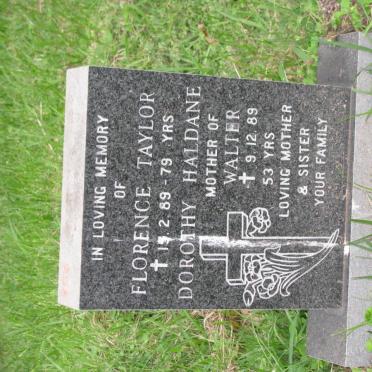 IN LOVING MEMORY
OF
FLORENCE TAYLOR
✝ 15.2.89 - 79 YRS
DOROTHY HALDANE
MOTHER OF
WALTER
✝ 9.12.89
53 YRS
LOVING MOTHER
& SISTER
YOUR FAMILY